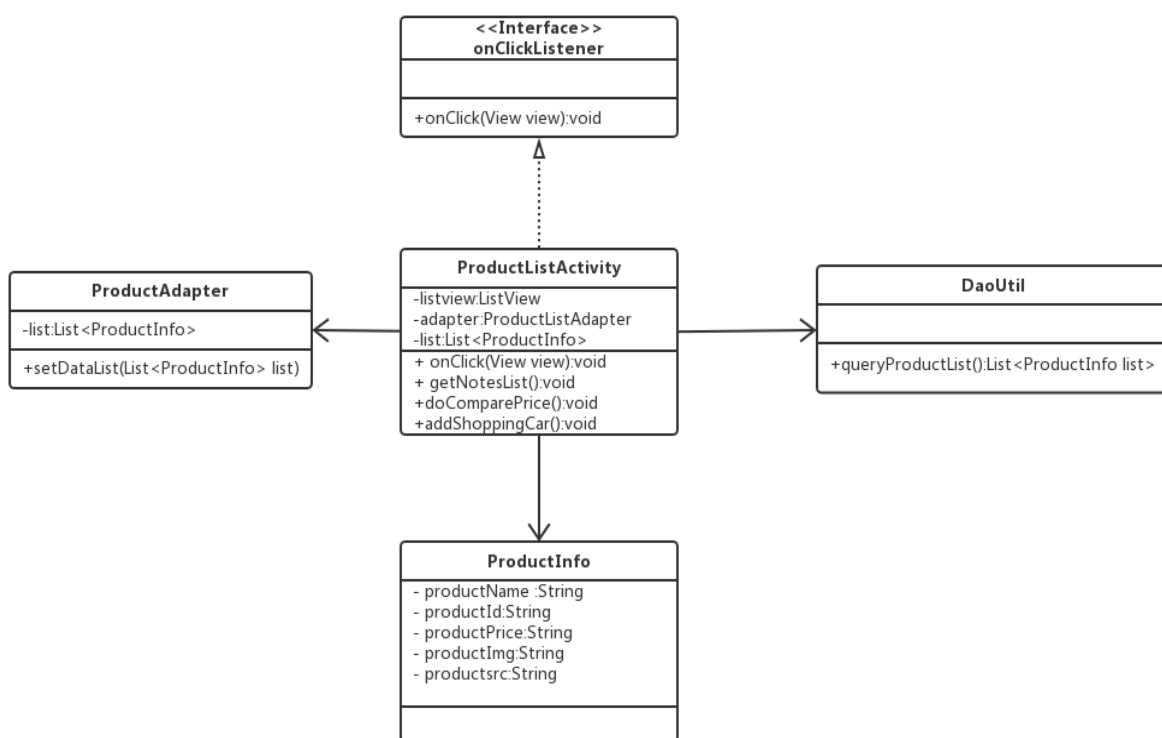 <<Interface>>
onClickListener
+onClick(View view):void
ProductAdapter
-list:List<ProductInfo>
+setDataList(List<ProductInfo> list)
ProductListActivity
-listview:ListView
-adapter:ProductListAdapter
-list:List<ProductInfo>
+ onClick(View view):void
+ getNotesList():void
+doComparePrice():void
+addShoppingCar():void
DaoUtil
+queryProductList():List<ProductInfo list>
ProductInfo
- productName :String
- productId:String
- productPrice:String
- productImg:String
- productsrc:String